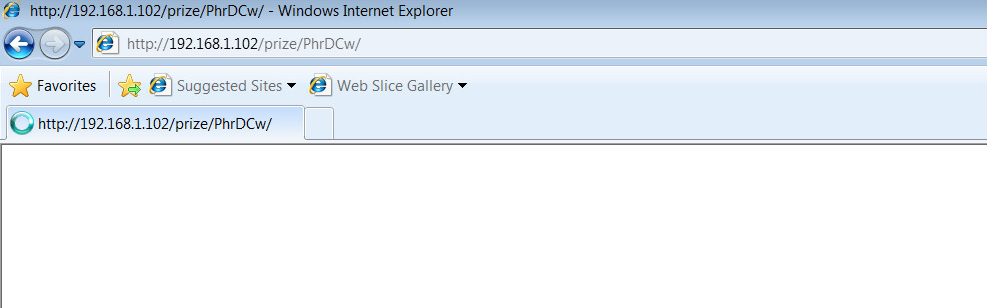 http://192.168.1.102/prize/PhrDCw/ - Windows Internet Explorer
http://192.168.1.102/prize/PhrDCw/
Favorites Suggested Sites Web Slice Gallery
http://192.168.1.102/prize/PhrDCw/